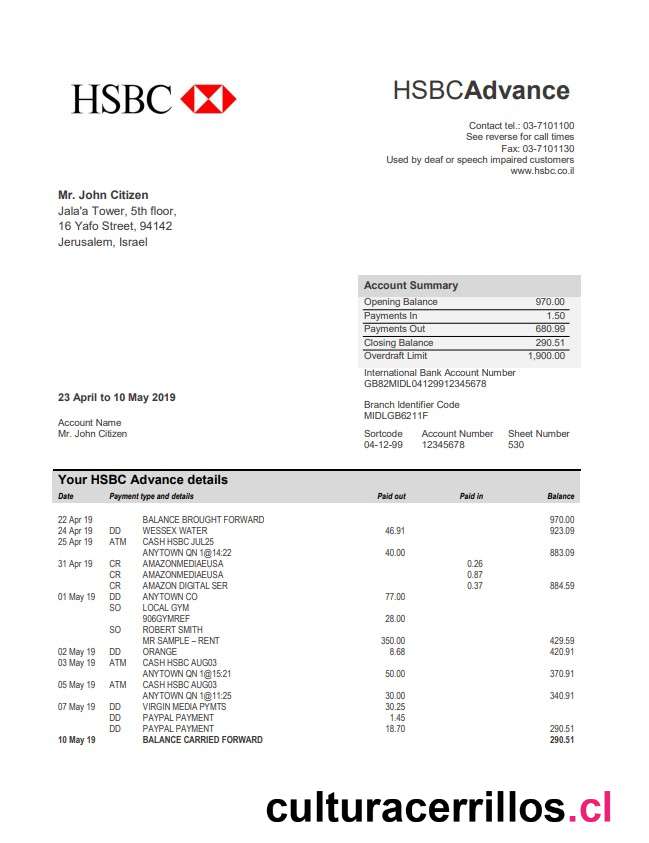 HSBC
HSBCAdvance
Contact tel.: 03-7101100
See reverse for call times
Fax: 03-7101130
Used by deaf or speech impaired customers
www.hsbc.co.il
Mr. John Citizen
Jala'a Tower, 5th floor,
16 Yafo Street, 94142
Jerusalem, Israel
Account Summary
Opening Balance 970.00
Payments In 1.50
Payments Out 680.99
Closing Balance 290.51
Overdraft Limit 1,900.00
International Bank Account Number
GB82MIDL04129912345678
23 April to 10 May 2019
Branch Identifier Code
MIDLGB6211F
Account Name
Mr. John Citizen
Sortcode Account Number Sheet Number
04-12-99 12345678 530
Your HSBC Advance details
Date Payment type and details Paid out Paid in Balance
22 Apr 19 BALANCE BROUGHT FORWARD 970.00
24 Apr 19 DD WESSEX WATER 46.91 923.09
25 Apr 19 ATM CASH HSBC JUL25
ANYTOWN QN 1@14:22 40.00 883.09
31 Apr 19 CR AMAZONMEDIAEUSA 0.26
CR AMAZONMEDIAEUSA 0.87
CR AMAZON DIGITAL SER 0.37 884.59
01 May 19 DD ANYTOWN CO 77.00
SO LOCAL GYM
906GYMREF 28.00
SO ROBERT SMITH
MR SAMPLE – RENT 350.00 429.59
02 May 19 DD ORANGE 8.68 420.91
03 May 19 ATM CASH HSBC AUG03
ANYTOWN QN 1@15:21 50.00 370.91
05 May 19 ATM CASH HSBC AUG03
ANYTOWN QN 1@11:25 30.00 340.91
07 May 19 DD VIRGIN MEDIA PYMTS 30.25
DD PAYPAL PAYMENT 1.45
DD PAYPAL PAYMENT 18.70 290.51
10 May 19 BALANCE CARRIED FORWARD 290.51
culturacerrillos.cl